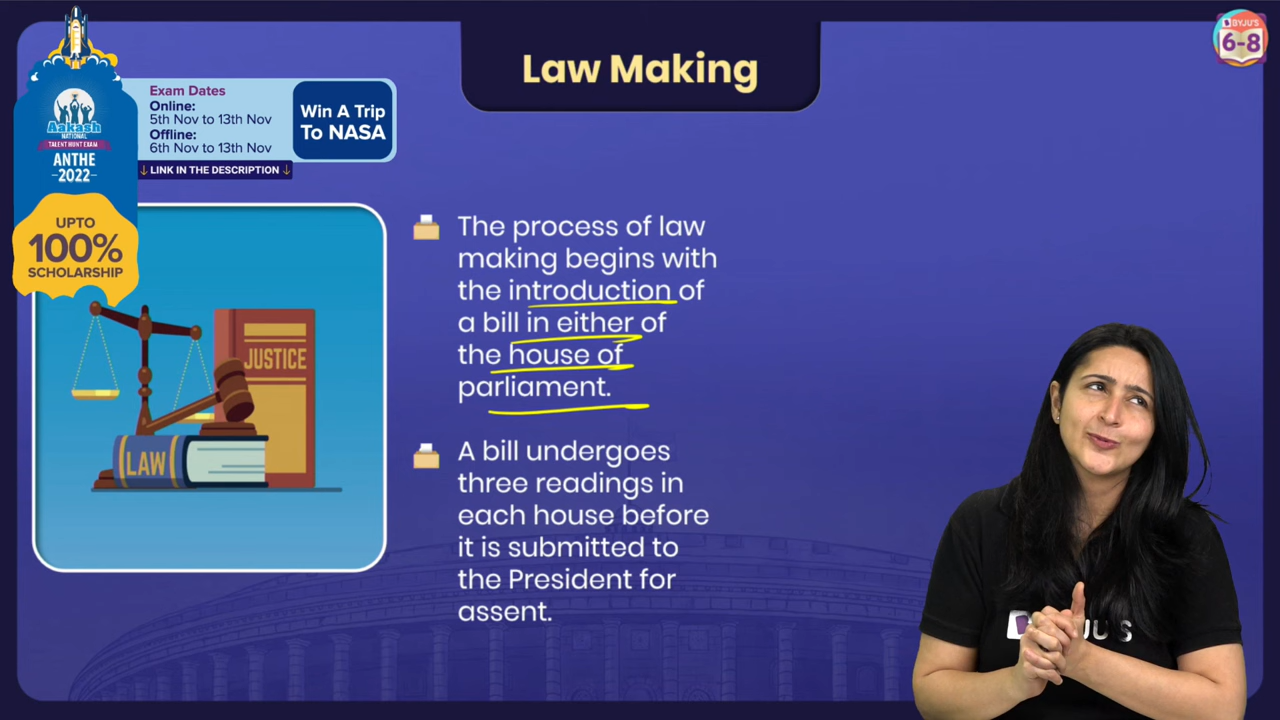 Law Making
BYJU'S
6-8
Exam Dates
Online:
5th Nov to 13th Nov
Offline:
6th Nov to 13th Nov
Win A Trip
To NASA
↓ LINK IN THE DESCRIPTION ↓
Aakash
NATIONAL
TALENT HUNT EXAM
ANTHE
-2022-
UPTO
100%
SCHOLARSHIP
JUSTICE
LAW
The process of law
making begins with
the introduction of
a bill in either of
the house of
parliament.
A bill undergoes
three readings in
each house before
it is submitted to
the President for
assent.
JU'S